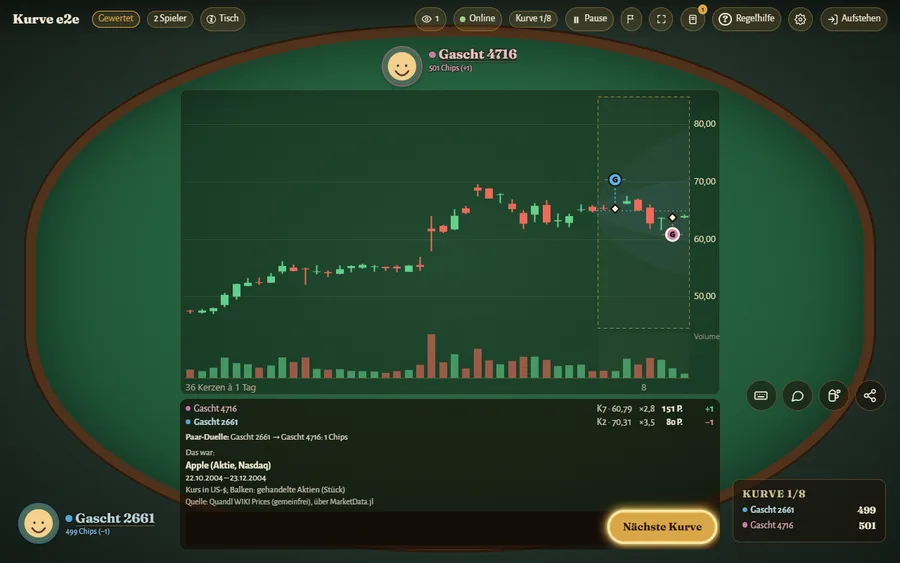 Kurve e2e
Gewertet
2 Spieler
Tisch
1
Online
Kurve 1/8
Pause
1
Regelhilfe
Aufstehen
Gascht 4716
501 Chips (+1)
80,00
70,00
60,00
50,00
G
G
Volume
36 Kerzen à 1 Tag
8
Gascht 4716 K7 · 60,79 ×2,8 151 P. +1
Gascht 2661 K2 · 70,31 ×3,5 80 P. −1
Paar-Duelle: Gascht 2661 → Gascht 4716: 1 Chips
Das war:
Apple (Aktie, Nasdaq)
22.10.2004 – 23.12.2004
Kurs in US-$; Balken: gehandelte Aktien (Stück)
Quelle: Quandl WIKI Prices (gemeinfrei), über MarketData.jl
Nächste Kurve
Gascht 2661
499 Chips (−1)
KURVE 1/8
Gascht 2661 499
Gascht 4716 501